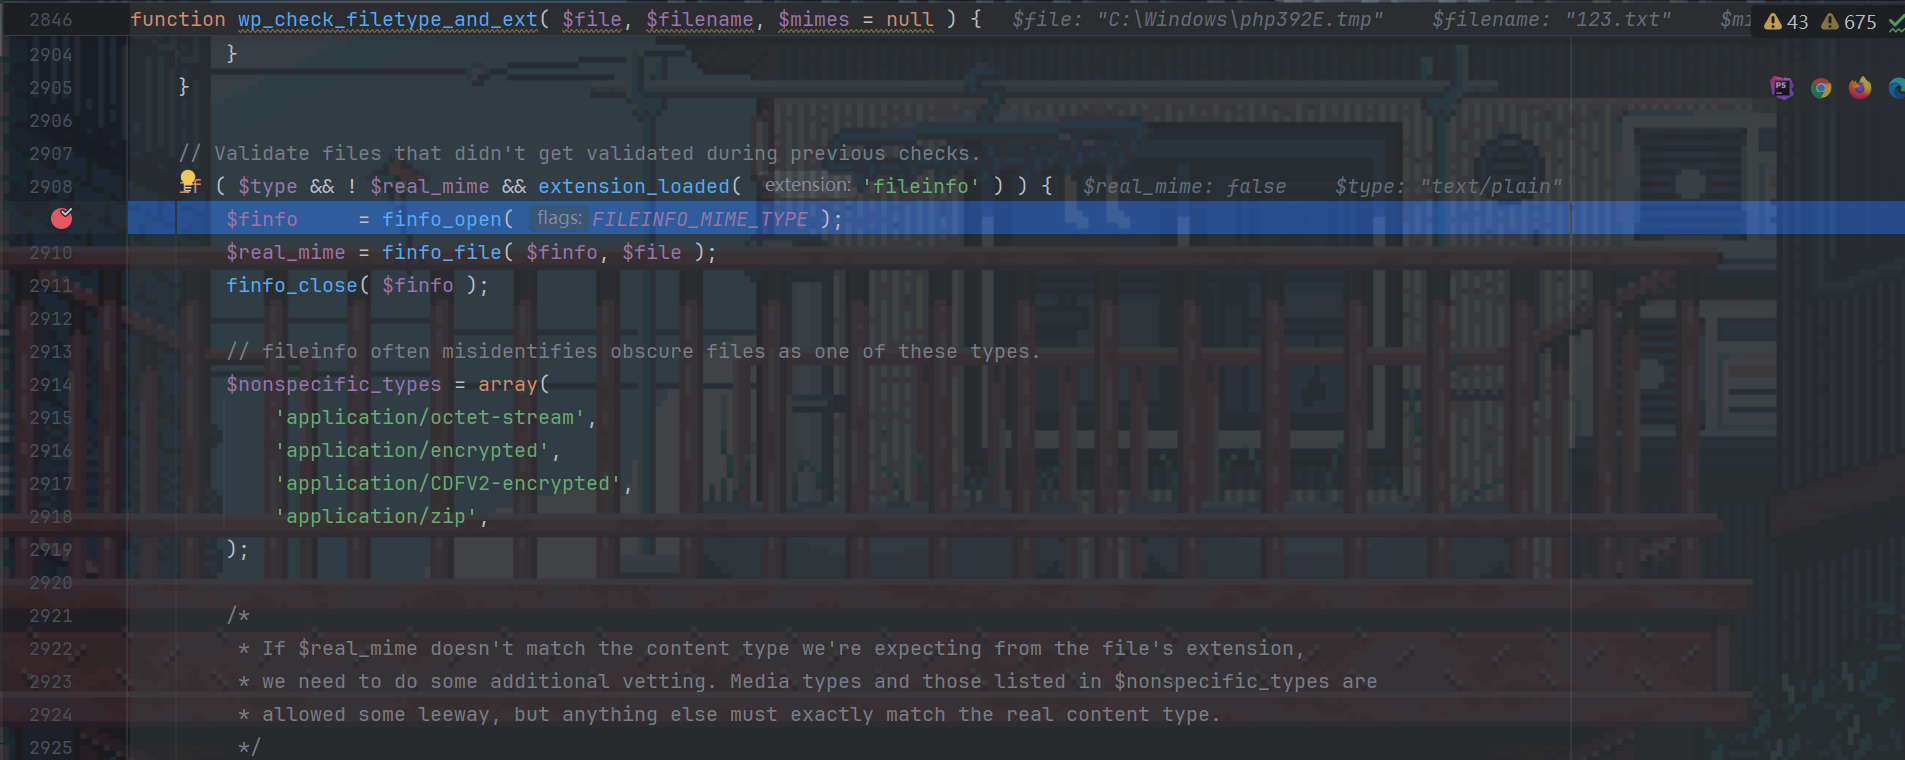 2846 function wp_check_filetype_and_ext( $file, $filename, $mimes = null ) { $file: "C:\Windows\php392E.tmp" $filename: "123.txt" $mi 43 675
2904 }
2905 }
2906
2907 // Validate files that didn't get validated during previous checks.
2908 if ( $type && ! $real_mime && extension_loaded( extension: 'fileinfo' ) ) { $real_mime: false $type: "text/plain"
$finfo = finfo_open( flags: FILEINFO_MIME_TYPE );
2910 $real_mime = finfo_file( $finfo, $file );
2911 finfo_close( $finfo );
2912
2913 // fileinfo often misidentifies obscure files as one of these types.
2914 $nonspecific_types = array(
2915 'application/octet-stream',
2916 'application/encrypted',
2917 'application/CDFV2-encrypted',
2918 'application/zip',
2919 );
2920
2921 /*
2922 * If $real_mime doesn't match the content type we're expecting from the file's extension,
2923 * we need to do some additional vetting. Media types and those listed in $nonspecific_types are
2924 * allowed some leeway, but anything else must exactly match the real content type.
2925 */
PS